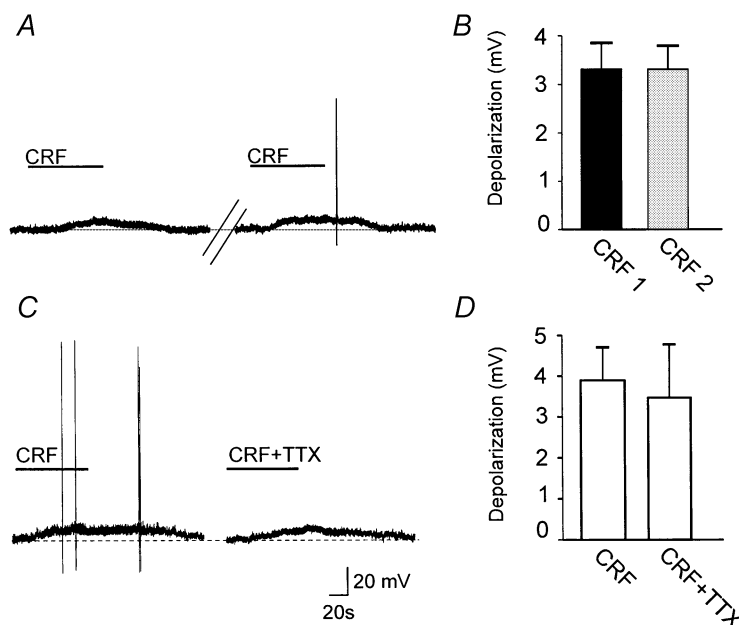 A
CRF
CRF
B
Depolarization (mV)
4
3
2
1
0
CRF 1
CRF 2
C
CRF
CRF+TTX
20 mV
20s
D
Depolarization (mV)
5
4
3
2
1
0
CRF
CRF+TTX